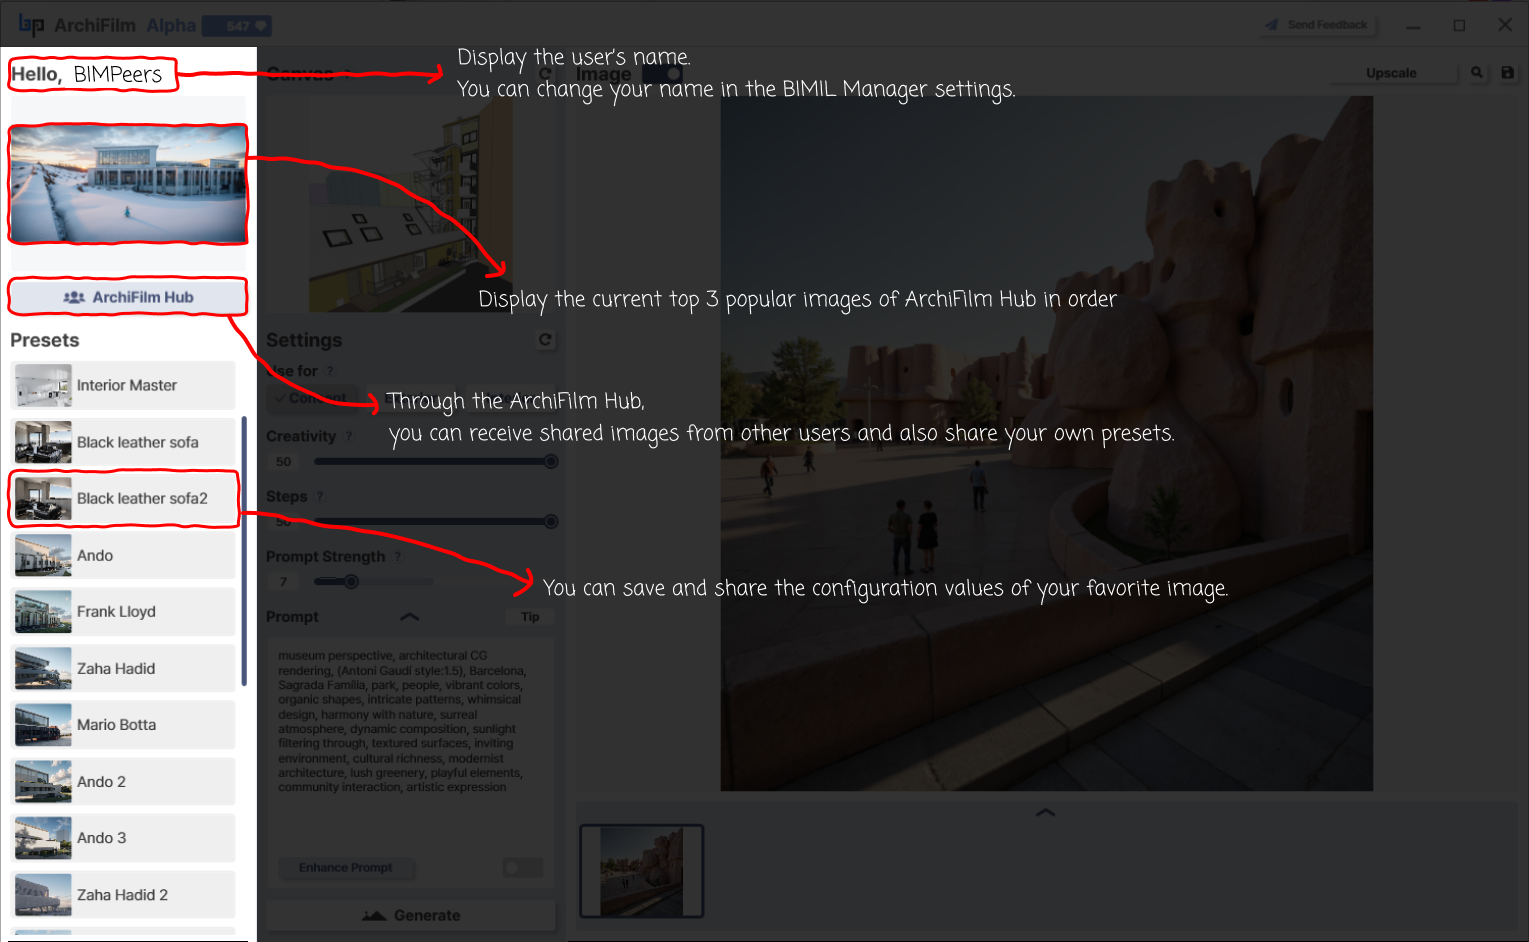 bp ArchiFilm Alpha 547
Send Feedback
Hello, BIMPeers
Display the user's name.
You can change your name in the BIMIL Manager settings.
Canvas ?
Image
Upscale
Display the current top 3 popular images of ArchiFilm Hub in order
ArchiFilm Hub
Through the ArchiFilm Hub,
you can receive shared images from other users and also share your own presets.
Presets
Interior Master
Black leather sofa
Black leather sofa2
You can save and share the configuration values of your favorite image.
Ando
Frank Lloyd
Zaha Hadid
Mario Botta
Ando 2
Ando 3
Zaha Hadid 2
Settings
Use for ?
Concept
Creativity ?
50
Steps ?
50
Prompt Strength ?
7
Prompt
Tip
museum perspective, architectural CG
rendering, (Antoni Gaudí style:1.5), Barcelona,
Sagrada Família, park, people, vibrant colors,
organic shapes, intricate patterns, whimsical
design, harmony with nature, surreal
atmosphere, dynamic composition, sunlight
filtering through, textured surfaces, inviting
environment, cultural richness, modernist
architecture, lush greenery, playful elements,
community interaction, artistic expression
Enhance Prompt
Generate